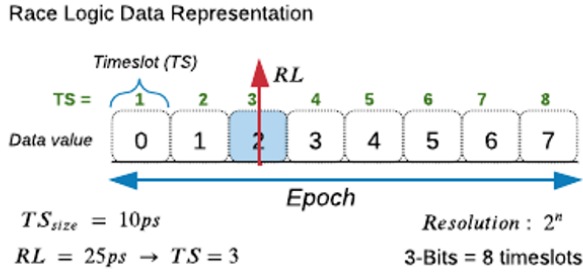 Race Logic Data Representation
Timeslot (TS)
RL
TS = 1 2 3 4 5 6 7 8
Data value 0 1 2 3 4 5 6 7
Epoch
TSsize = 10ps
Resolution : 2ⁿ
RL = 25ps → TS = 3
3-Bits = 8 timeslots